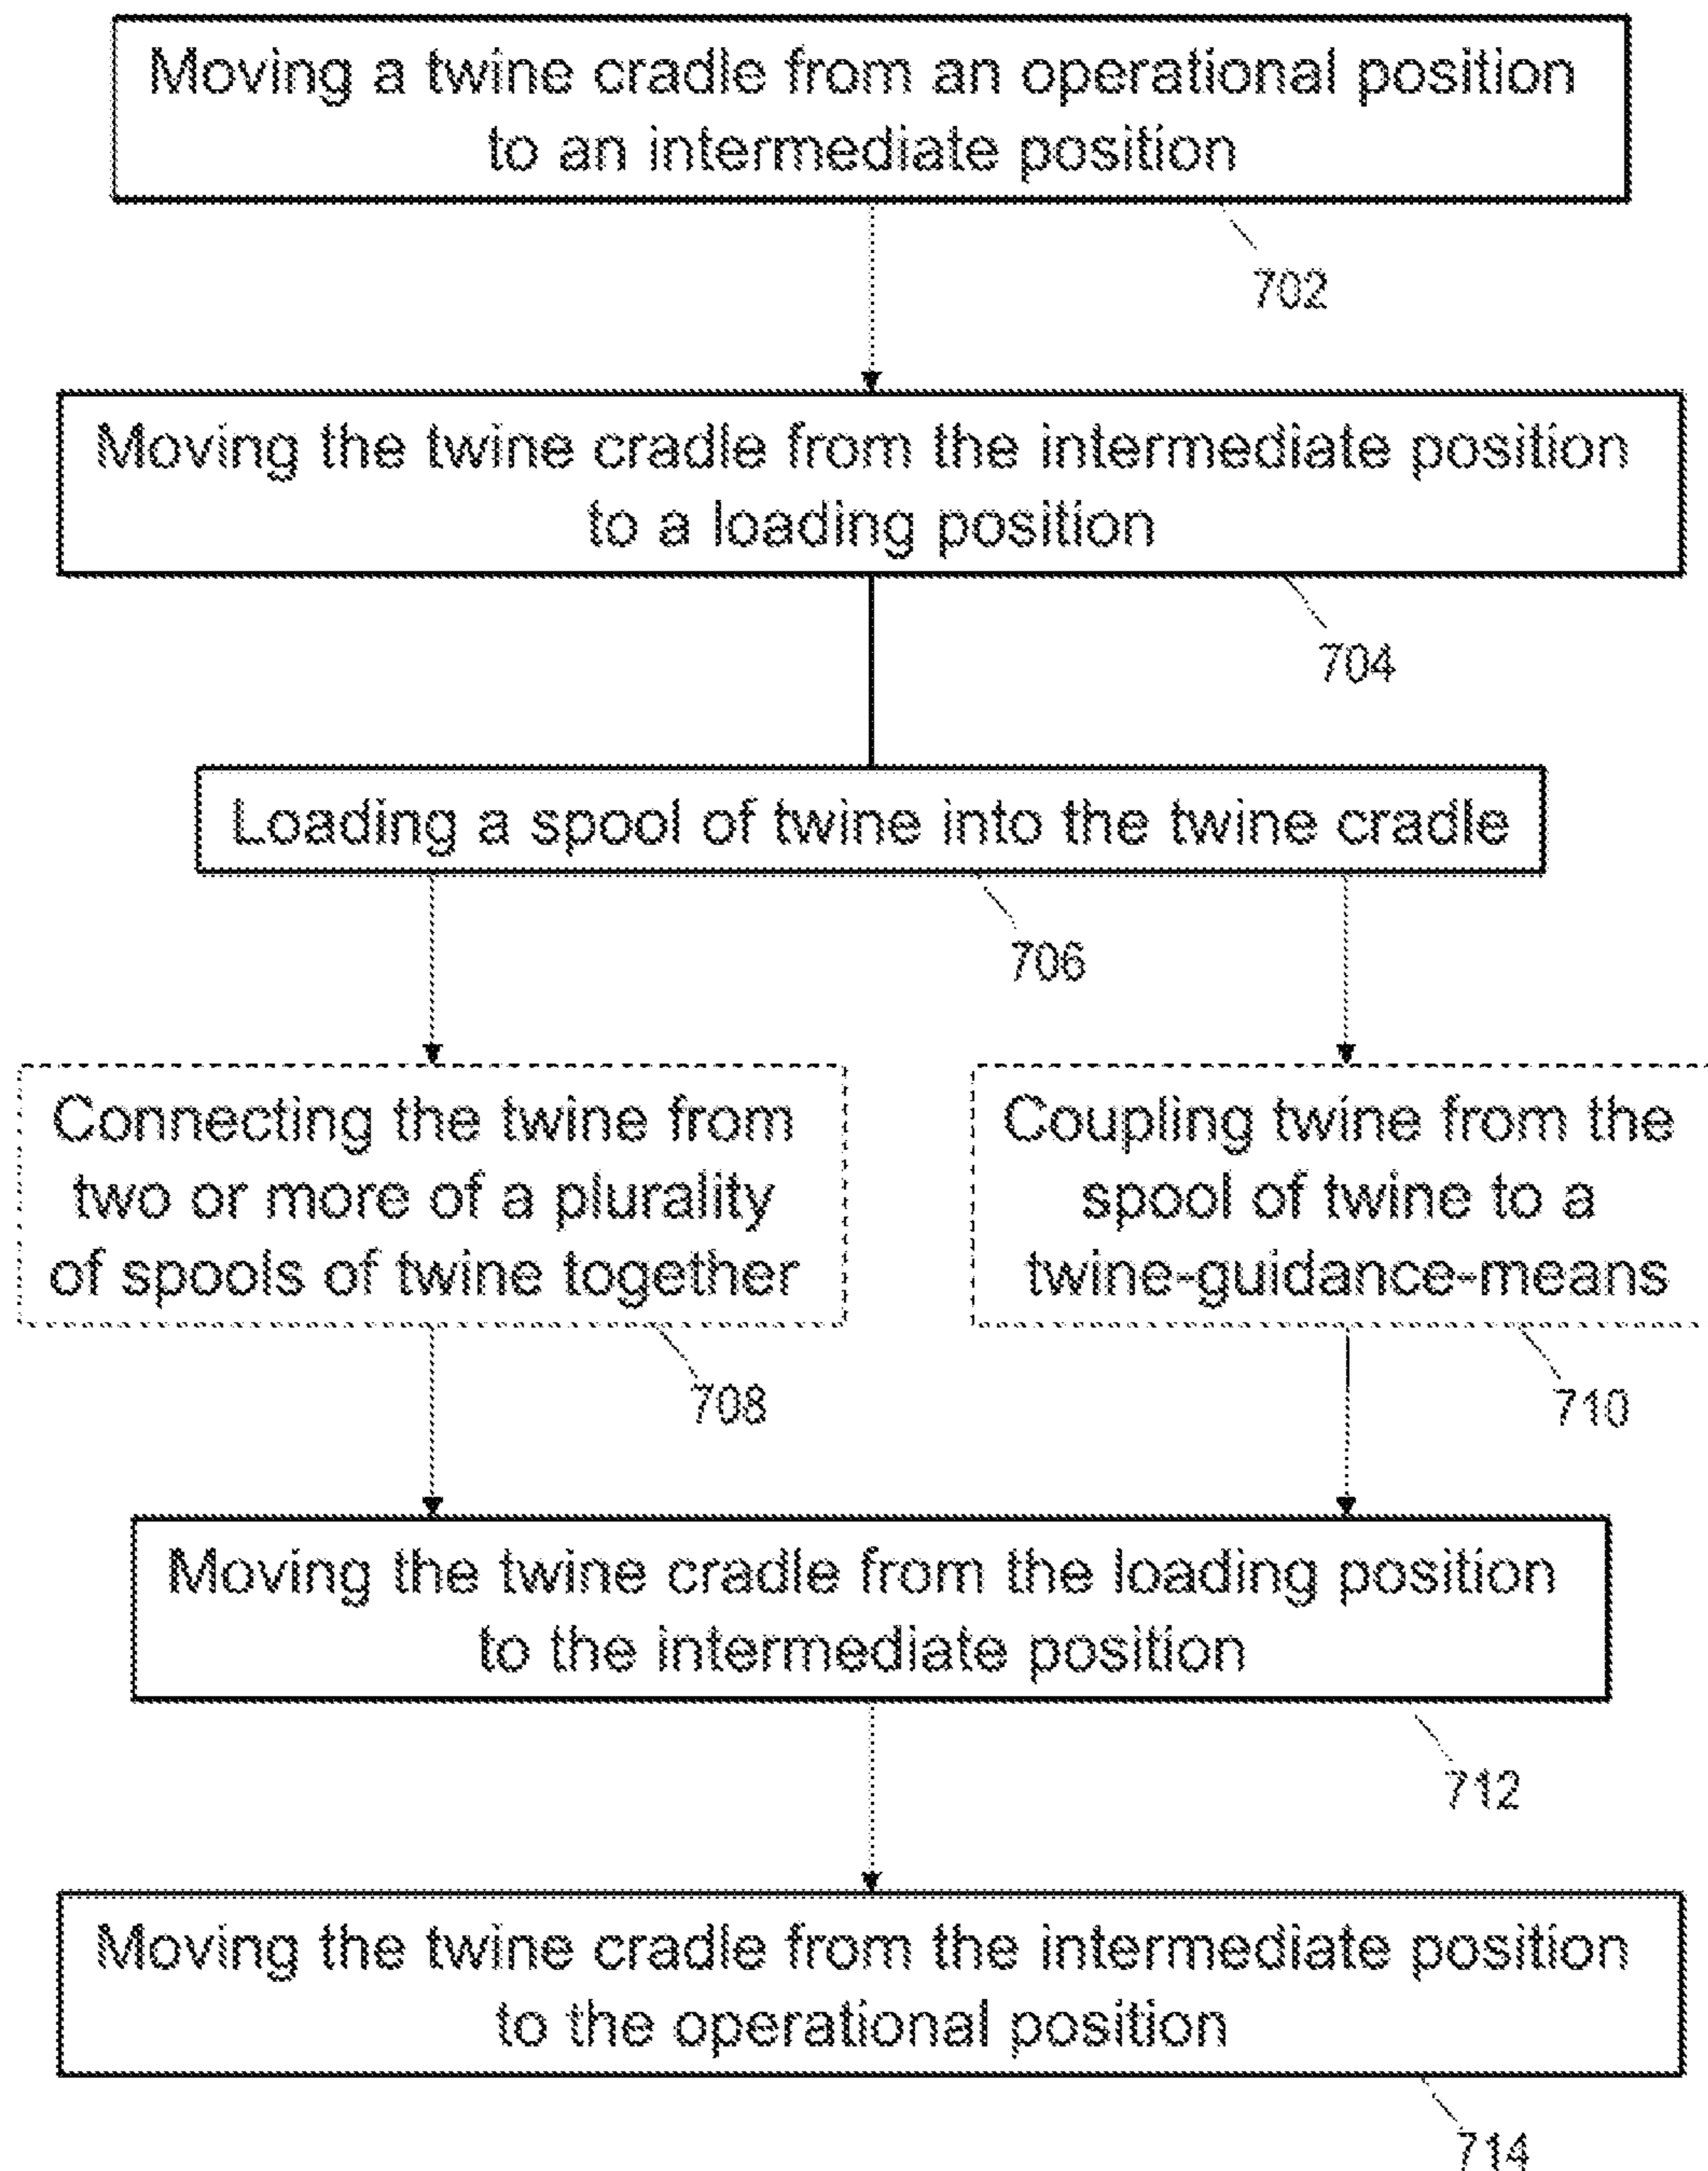 Moving a twine cradle from an operational position
to an intermediate position
702
Moving the twine cradle from the intermediate position
to a loading position
704
Loading a spool of twine into the twine cradle
706
Connecting the twine from
two or more of a plurality
of spools of twine together
708
Coupling twine from the
spool of twine to a
twine-guidance-means
710
Moving the twine cradle from the loading position
to the intermediate position
712
Moving the twine cradle from the intermediate position
to the operational position
714